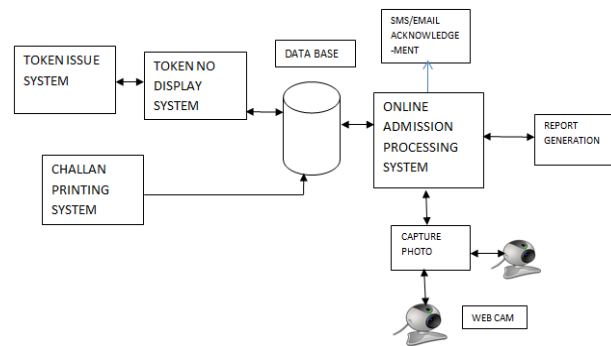 SMS/EMAIL
ACKNOWLEDGE
-MENT
TOKEN ISSUE
SYSTEM
TOKEN NO
DISPLAY
SYSTEM
DATA BASE
ONLINE
ADMISSION
PROCESSING
SYSTEM
REPORT
GENERATION
CHALLAN
PRINTING
SYSTEM
CAPTURE
PHOTO
WEB CAM